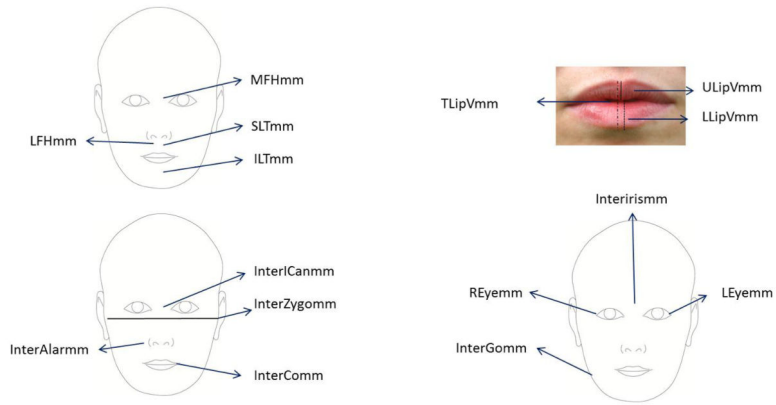 MFHmm
SLTmm
LFHmm
ILTmm
ULipVmm
TLipVmm
LLipVmm
InterICanmm
InterZygomm
InterAlarmm
InterComm
Interirismm
REyemm
LEyemm
InterGomm